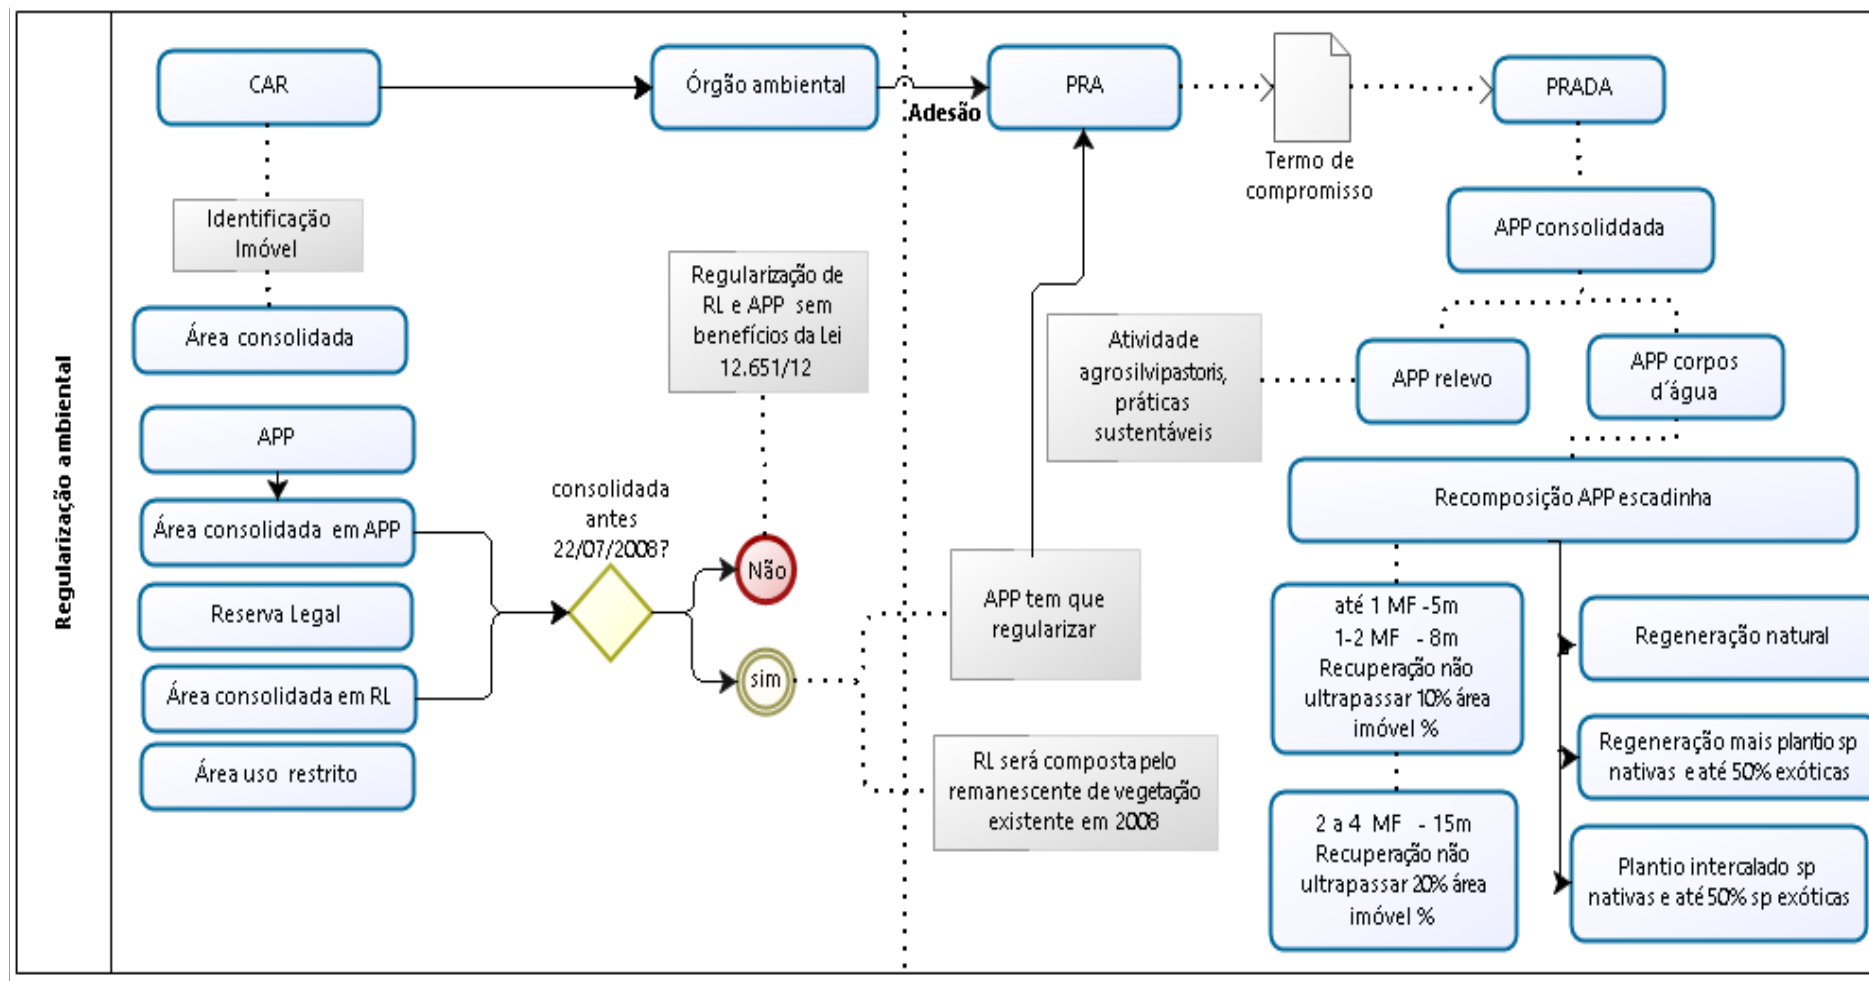 Regularização ambiental
CAR
Órgão ambiental
Adesão
PRA
Termo de
compromisso
PRADA
Identificação
Imóvel
Área consolidada
APP
Área consolidada em APP
Reserva Legal
Área consolidada em RL
Área uso restrito
consolidada
antes
22/07/2008?
Regularização de
RL e APP sem
benefícios da Lei
12.651/12
Não
sim
APP tem que
regularizar
RL será composta pelo
remanescente de vegetação
existente em 2008
APP consoliddada
Atividade
agrosilvipastoris,
práticas
sustentáveis
APP relevo
APP corpos
d´água
Recomposição APP escadinha
até 1 MF -5m
1-2 MF - 8m
Recuperação não
ultrapassar 10% área
imóvel %
2 a 4 MF - 15m
Recuperação não
ultrapassar 20% área
imóvel %
Regeneração natural
Regeneração mais plantio sp
nativas e até 50% exóticas
Plantio intercalado sp
nativas e até 50% sp exóticas